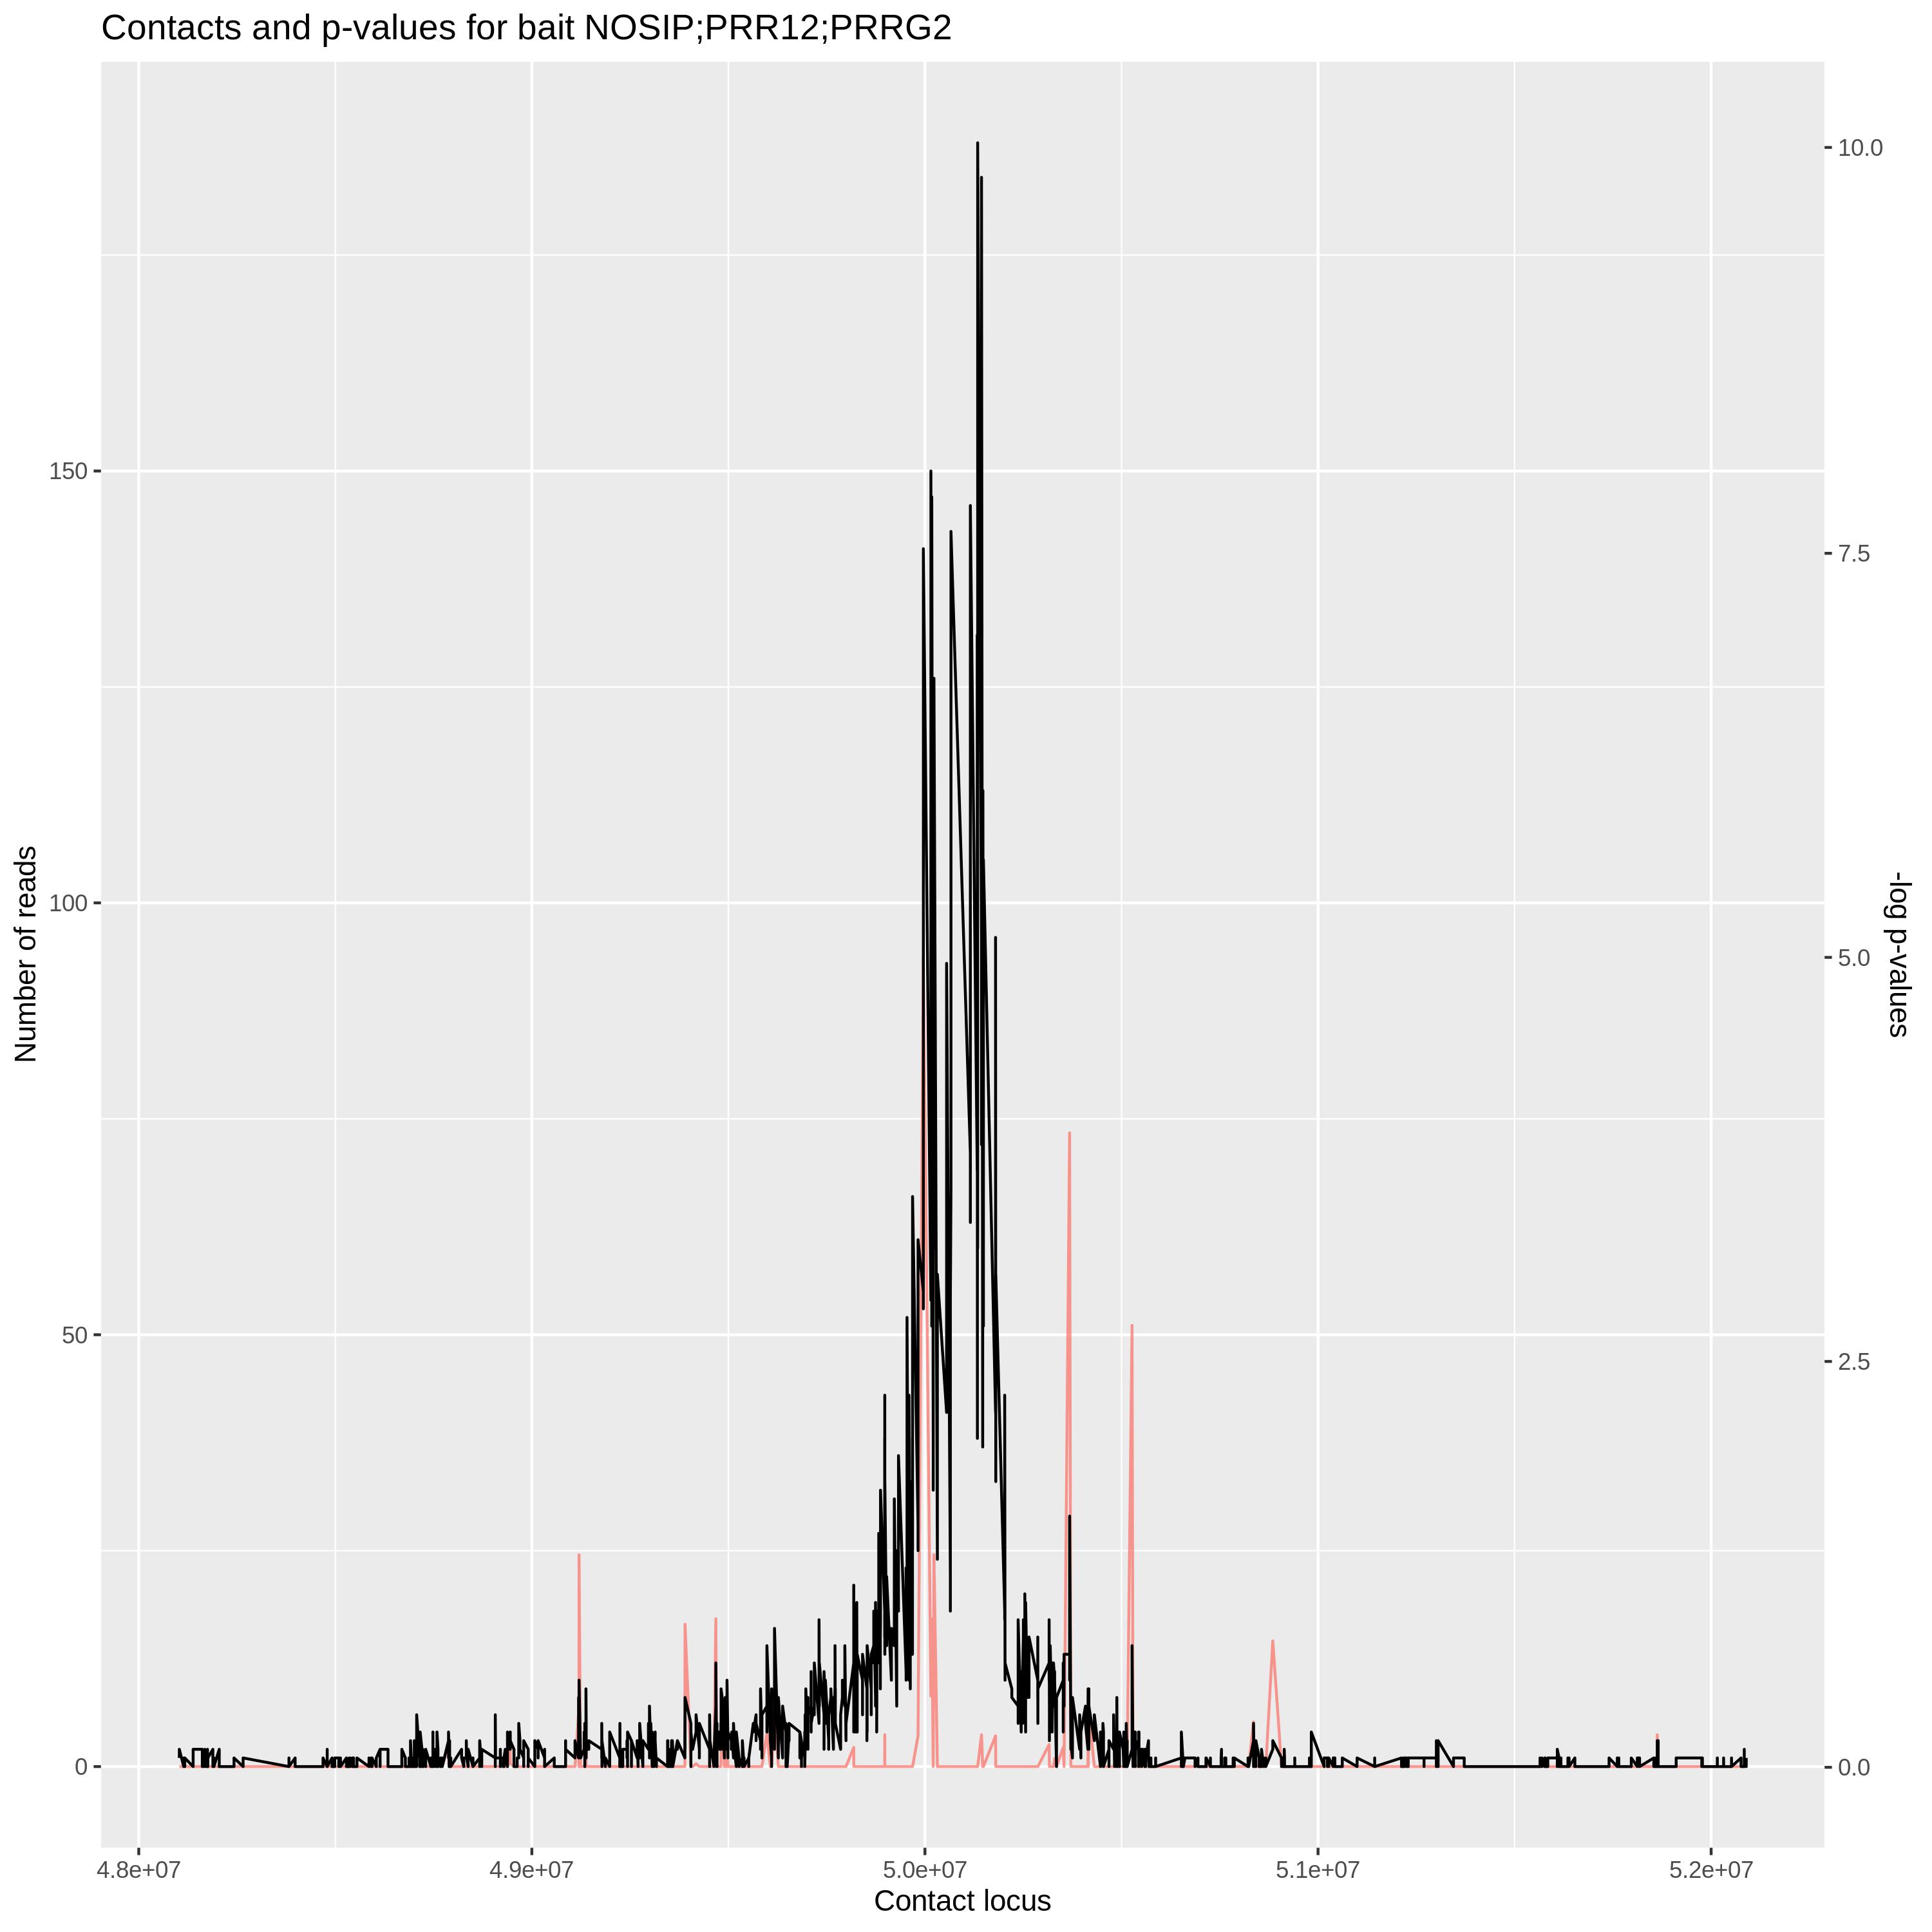 Contacts and p-values for bait NOSIP;PRR12;PRRG2
Number of reads
150
100
50
0
10.0
7.5
5.0
2.5
0.0
-log p-values
4.8e+07
4.9e+07
5.0e+07
5.1e+07
5.2e+07
Contact locus